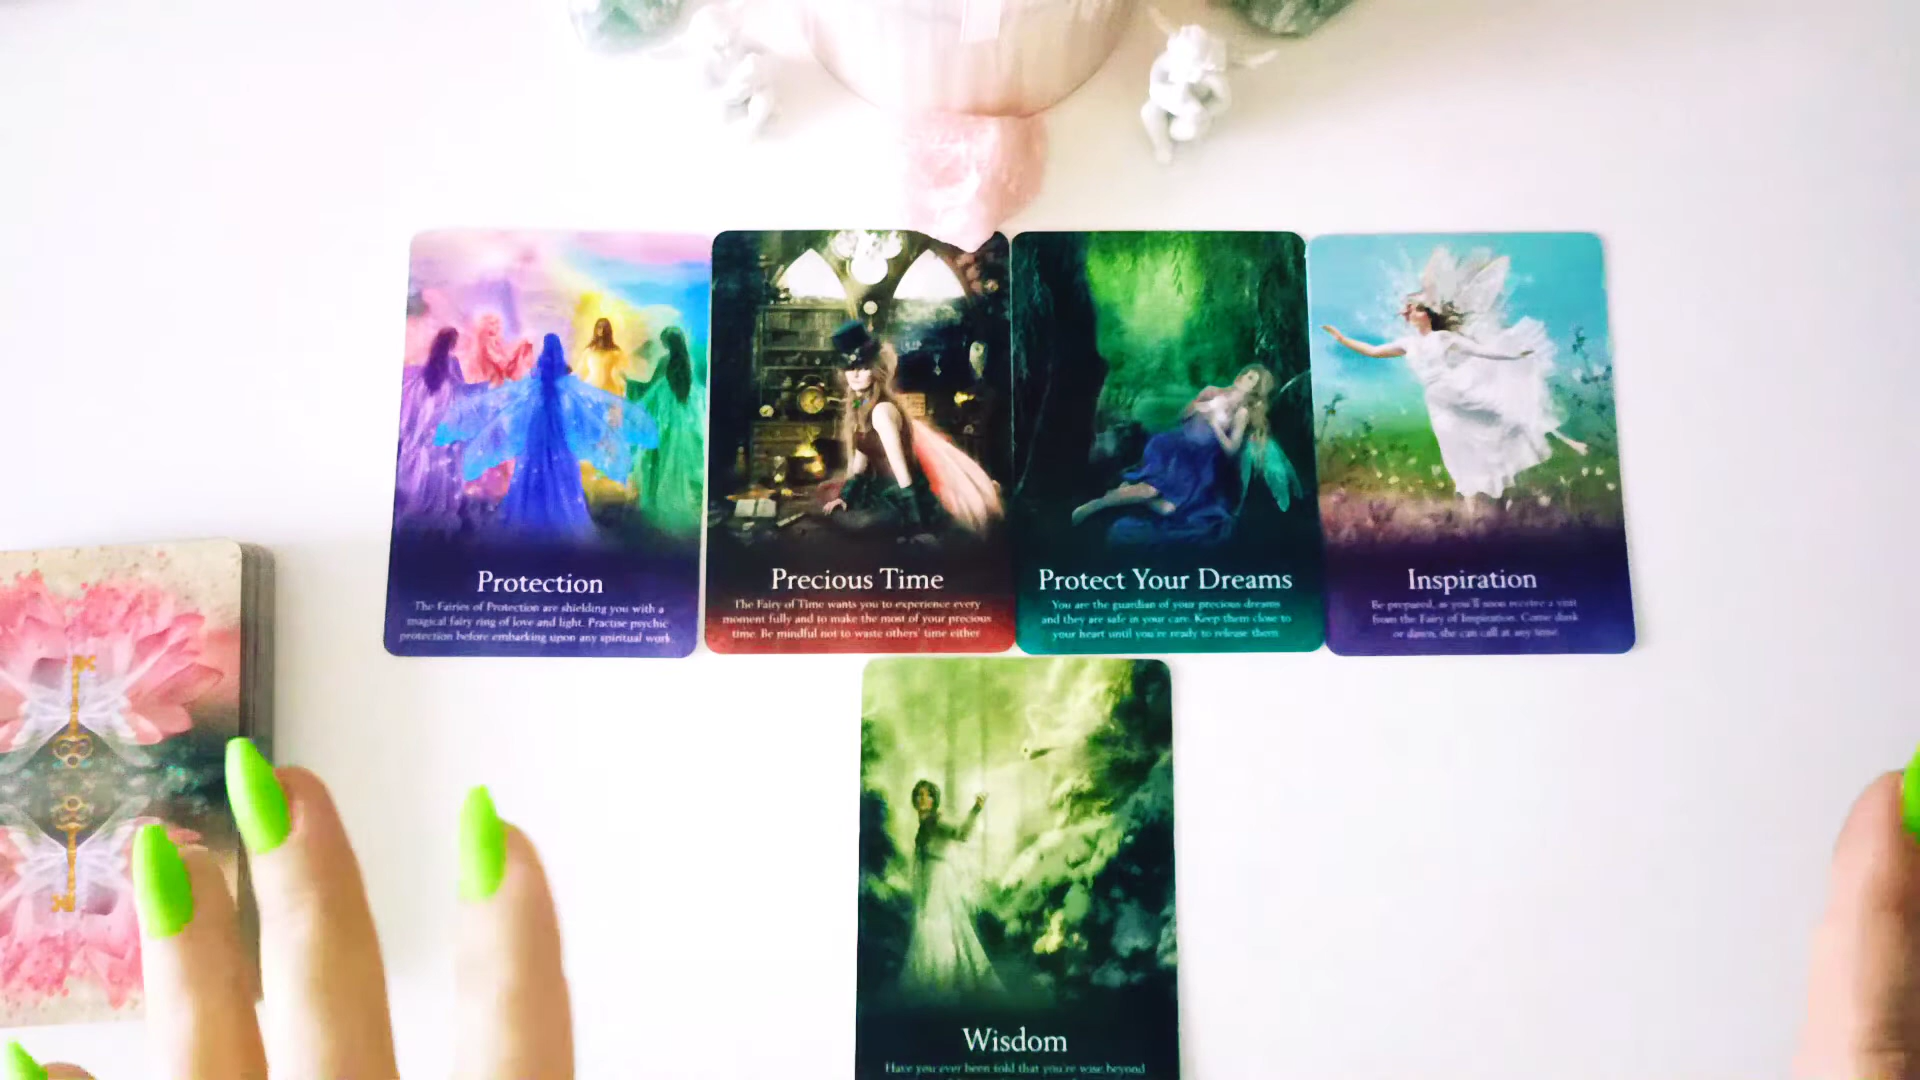 Protection
The Fairies of Protection are shielding you with a
magical fairy ring of love and light. Practise psychic
protection before embarking upon any spiritual work
Precious Time
The Fairy of Time wants you to experience every
moment fully and to make the most of your precious
time. Be mindful not to waste others' time either
Protect Your Dreams
You are the guardian of your precious dreams
and they are safe in your care. Keep them close to
your heart until you're ready to release them
Inspiration
Be prepared, as you'll soon receive a visit
from the Fairy of Inspiration. Come dusk
or dawn, she can call at any time
Wisdom
Have you ever been told that you're wise beyond